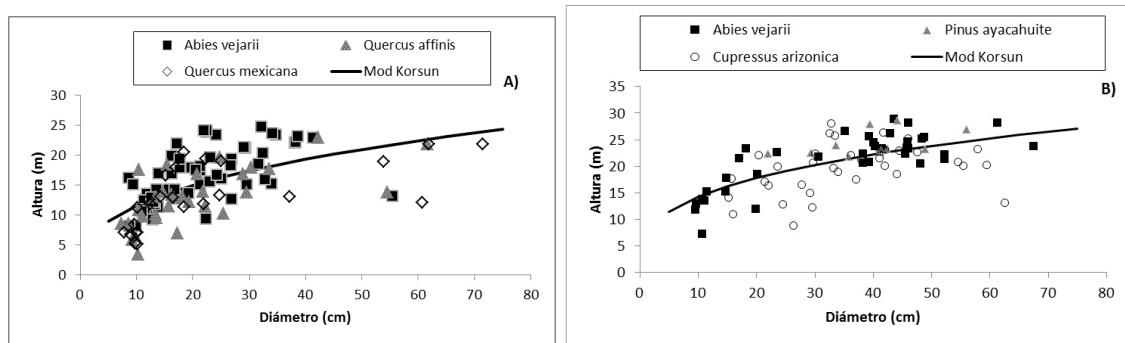 Abies vejarii
Quercus affinis
Quercus mexicana
Mod Korsun
A)
30
25
20
15
10
5
0
Altura (m)
0 10 20 30 40 50 60 70 80
Diámetro (cm)
Abies vejarii
Pinus ayacahuite
Cupressus arizonica
Mod Korsun
B)
35
30
25
20
15
10
5
0
Altura (m)
0 10 20 30 40 50 60 70 80
Diámetro (cm)